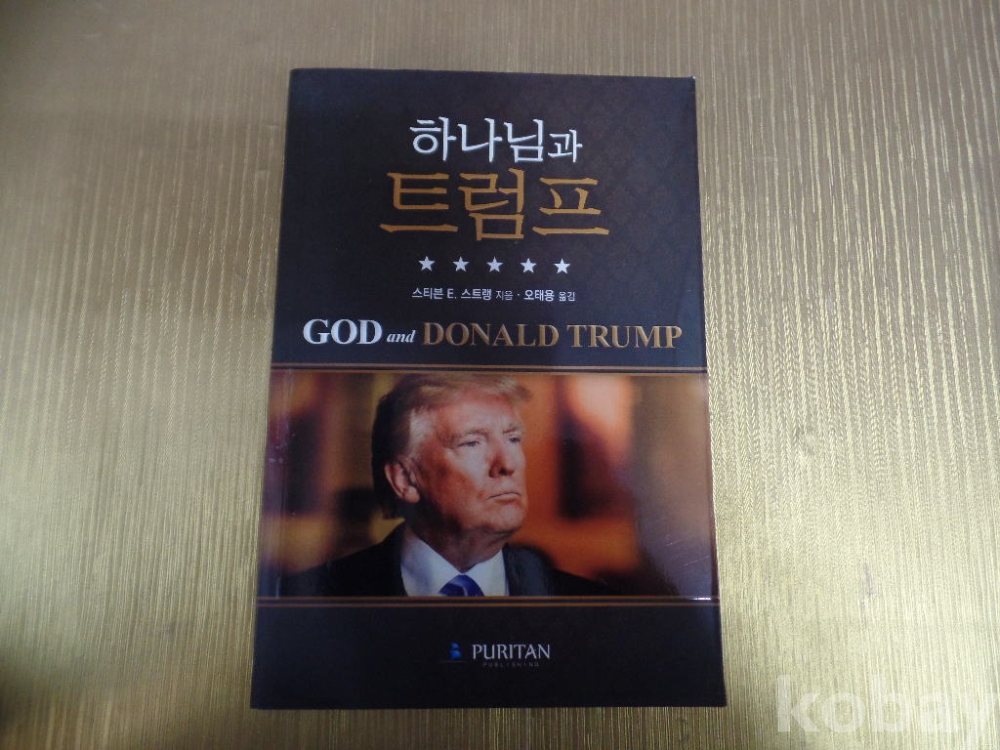 하나님과
트럼프
스티븐 E. 스트랭 지음 · 오태용 옮김
GOD and DONALD TRUMP
PURITAN
PUBLISHING
kobay